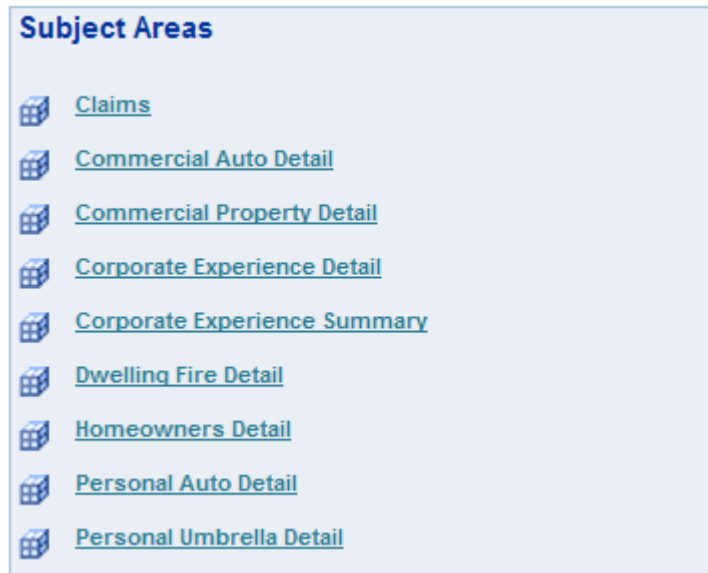 Subject Areas
Claims
Commercial Auto Detail
Commercial Property Detail
Corporate Experience Detail
Corporate Experience Summary
Dwelling Fire Detail
Homeowners Detail
Personal Auto Detail
Personal Umbrella Detail